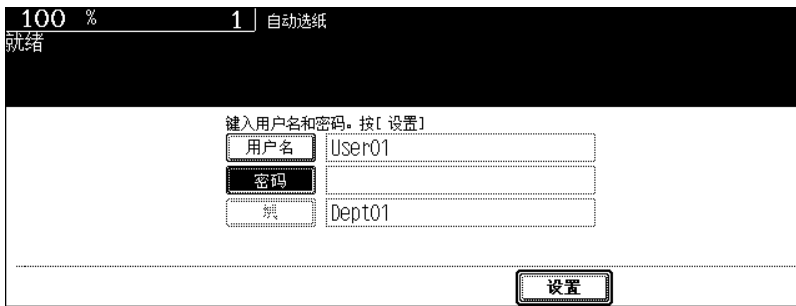 100 % 1 自动选纸
就绪
键入用户名和密码。按[ 设置]
用户名 User01
密码
Dept01
设置